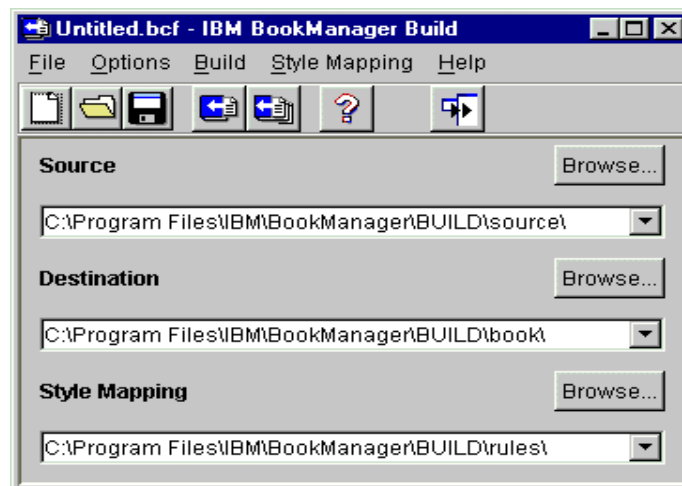 Untitled.bcf - IBM BookManager Build
File Options Build Style Mapping Help
Source Browse...
C:\Program Files\IBM\BookManager\BUILD\source\
Destination Browse...
C:\Program Files\IBM\BookManager\BUILD\book\
Style Mapping Browse...
C:\Program Files\IBM\BookManager\BUILD\rules\